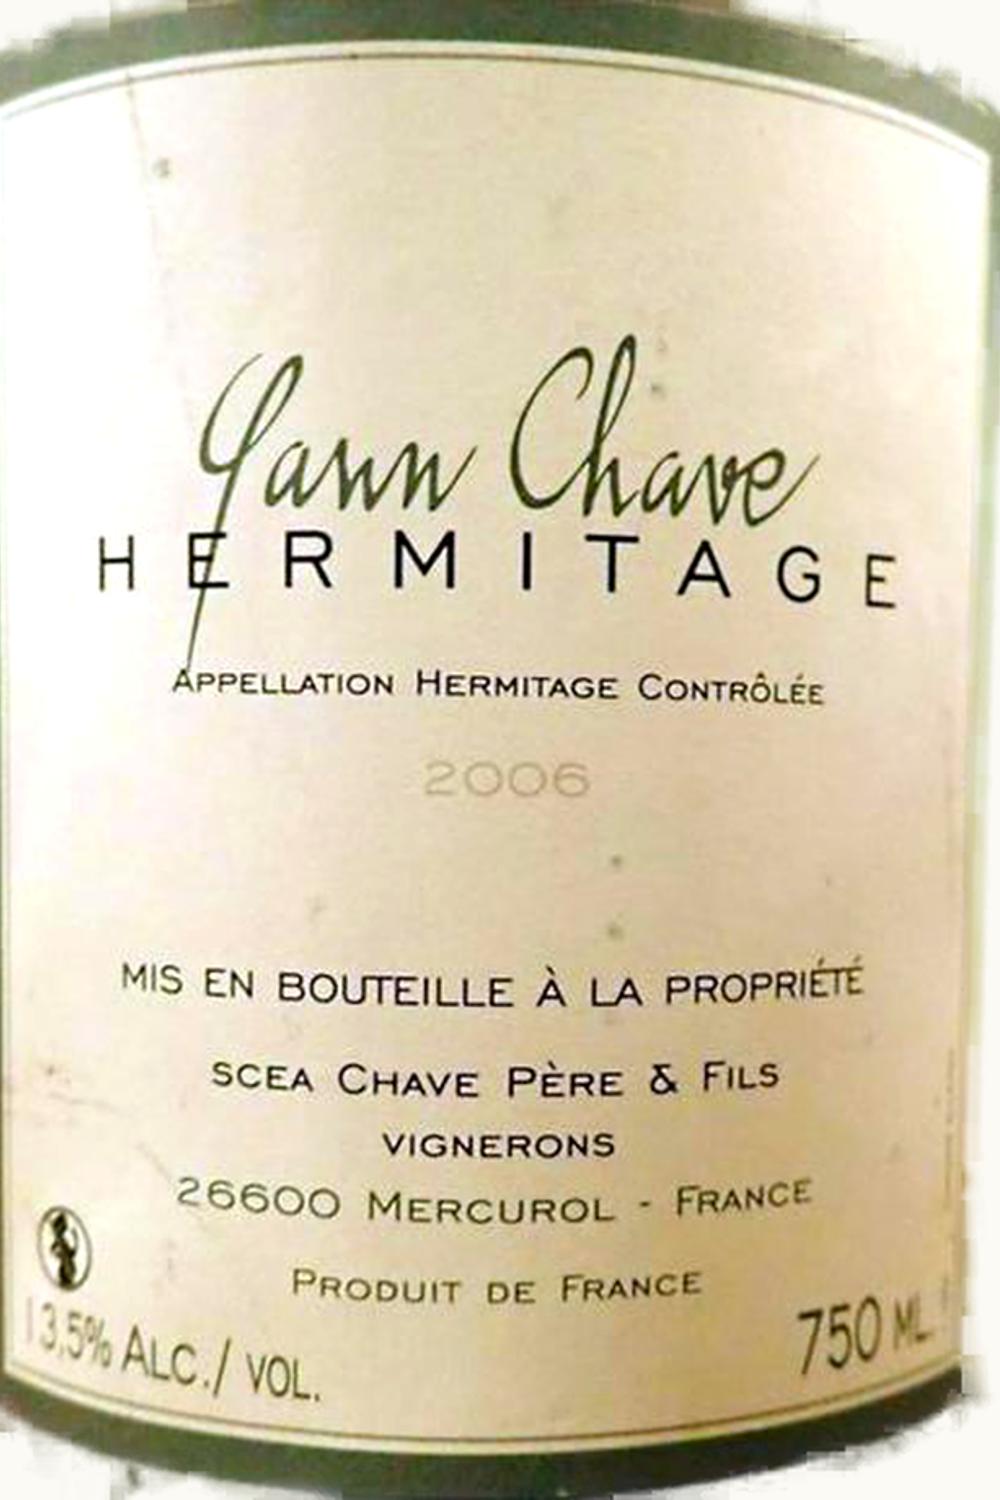 Yann Chave
HERMITAGE
APPELLATION HERMITAGE CONTRÔLÉE
2006
MIS EN BOUTEILLE À LA PROPRIÉTÉ
SCEA CHAVE PÈRE & FILS
VIGNERONS
26600 MERCUROL - FRANCE
PRODUIT DE FRANCE
13,5% ALC./ VOL.
750 ML